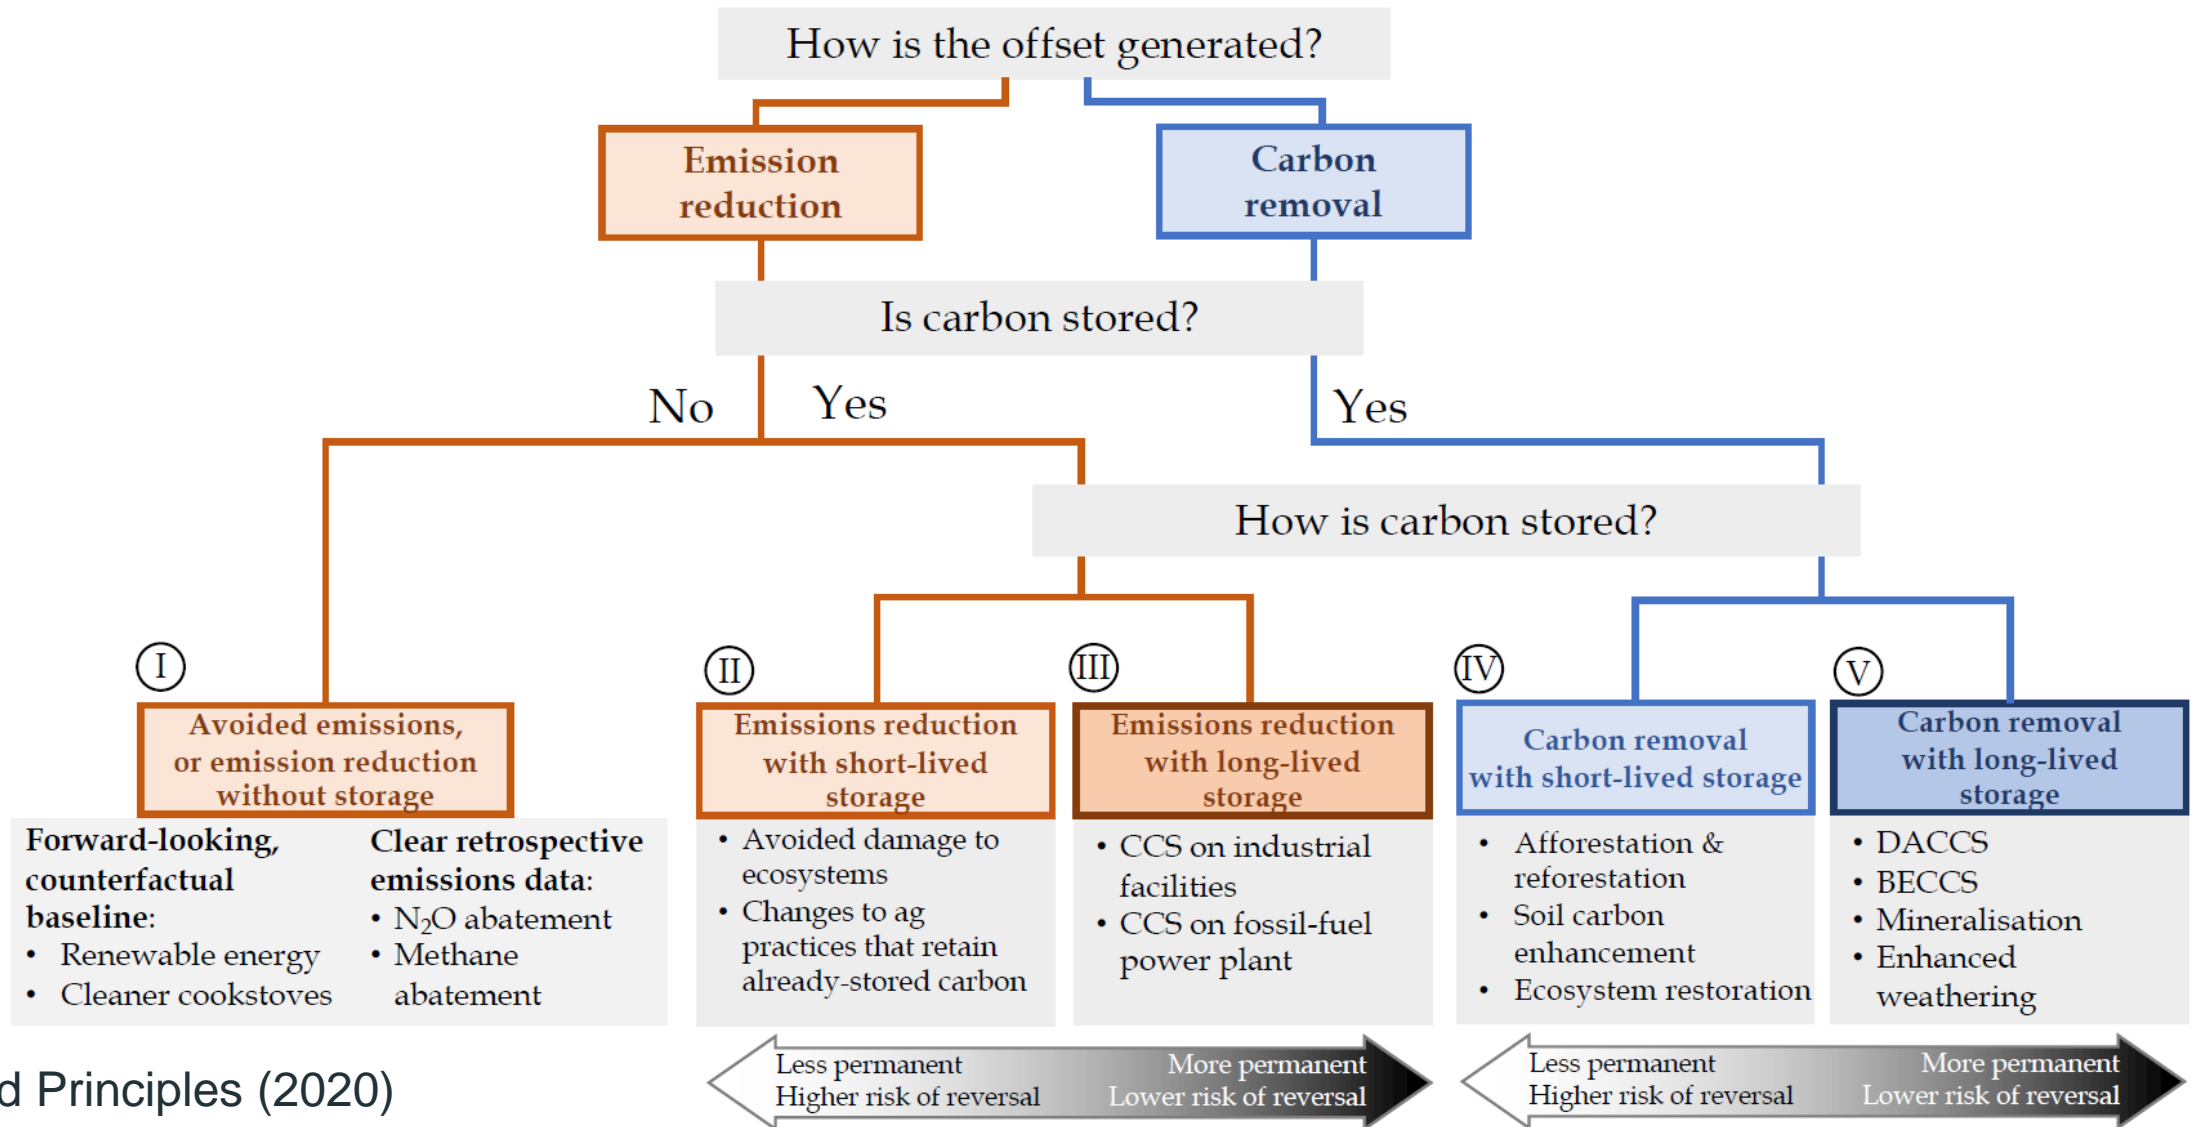 How is the offset generated?
Emission
reduction
Carbon
removal
Is carbon stored?
No
Yes
Yes
How is carbon stored?
I
Avoided emissions,
or emission reduction
without storage
Forward-looking,
counterfactual
baseline:
• Renewable energy
• Cleaner cookstoves
Clear retrospective
emissions data:
• N₂O abatement
• Methane
abatement
II
Emissions reduction
with short-lived
storage
• Avoided damage to
ecosystems
• Changes to ag
practices that retain
already-stored carbon
III
Emissions reduction
with long-lived
storage
• CCS on industrial
facilities
• CCS on fossil-fuel
power plant
IV
Carbon removal
with short-lived storage
• Afforestation &
reforestation
• Soil carbon
enhancement
• Ecosystem restoration
V
Carbon removal
with long-lived
storage
• DACCS
• BECCS
• Mineralisation
• Enhanced
weathering
Less permanent
Higher risk of reversal
More permanent
Lower risk of reversal
Less permanent
Higher risk of reversal
More permanent
Lower risk of reversal
d Principles (2020)